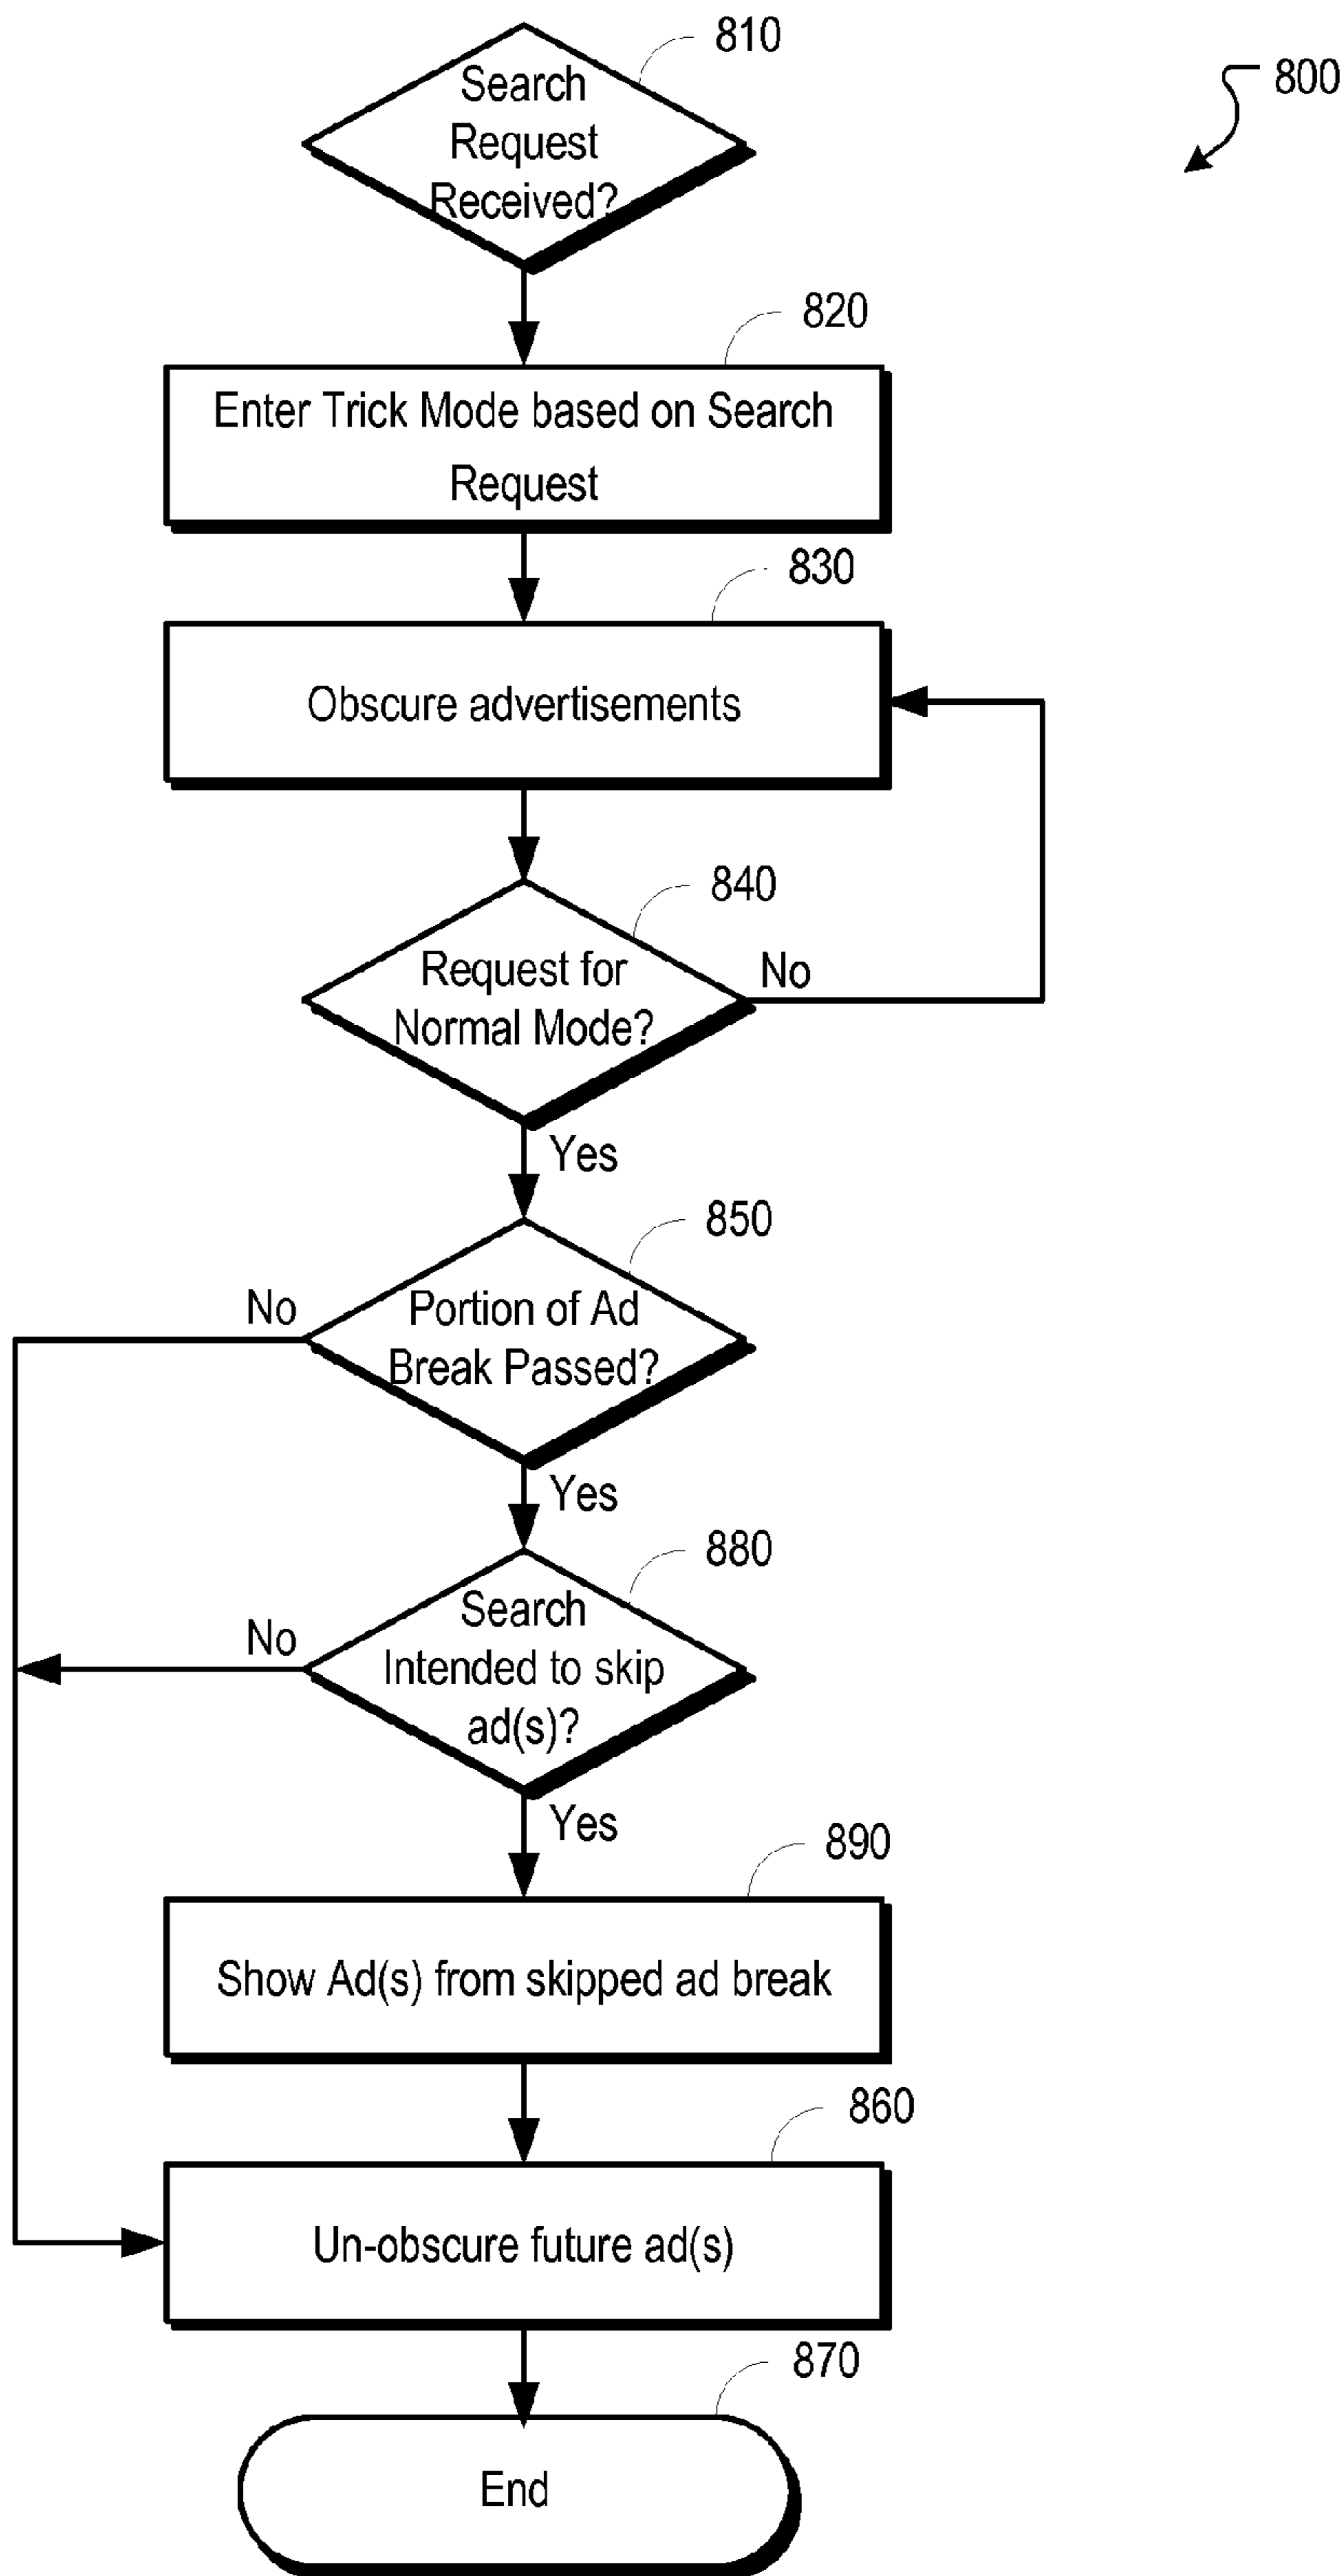 810
800
Search
Request
Received?
820
Enter Trick Mode based on Search
Request
830
Obscure advertisements
840
Request for
Normal Mode?
No
Yes
850
No
Portion of Ad
Break Passed?
Yes
880
No
Search
Intended to skip
ad(s)?
Yes
890
Show Ad(s) from skipped ad break
860
Un-obscure future ad(s)
870
End